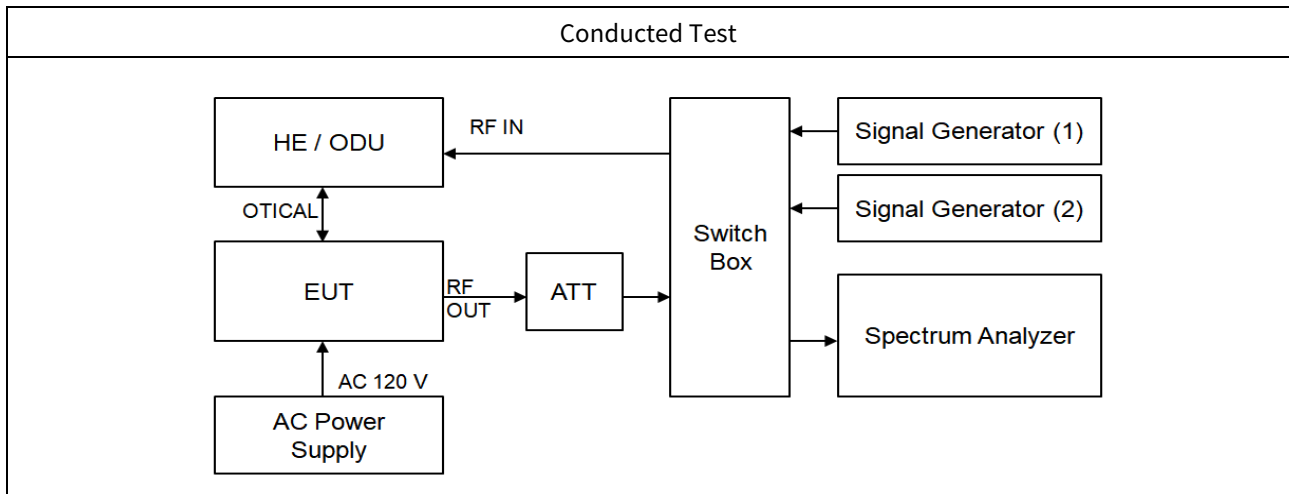 Conducted Test
HE / ODU
RF IN
Signal Generator (1)
Signal Generator (2)
OTICAL
Switch
Box
EUT
RF
OUT
ATT
Spectrum Analyzer
AC 120 V
AC Power
Supply